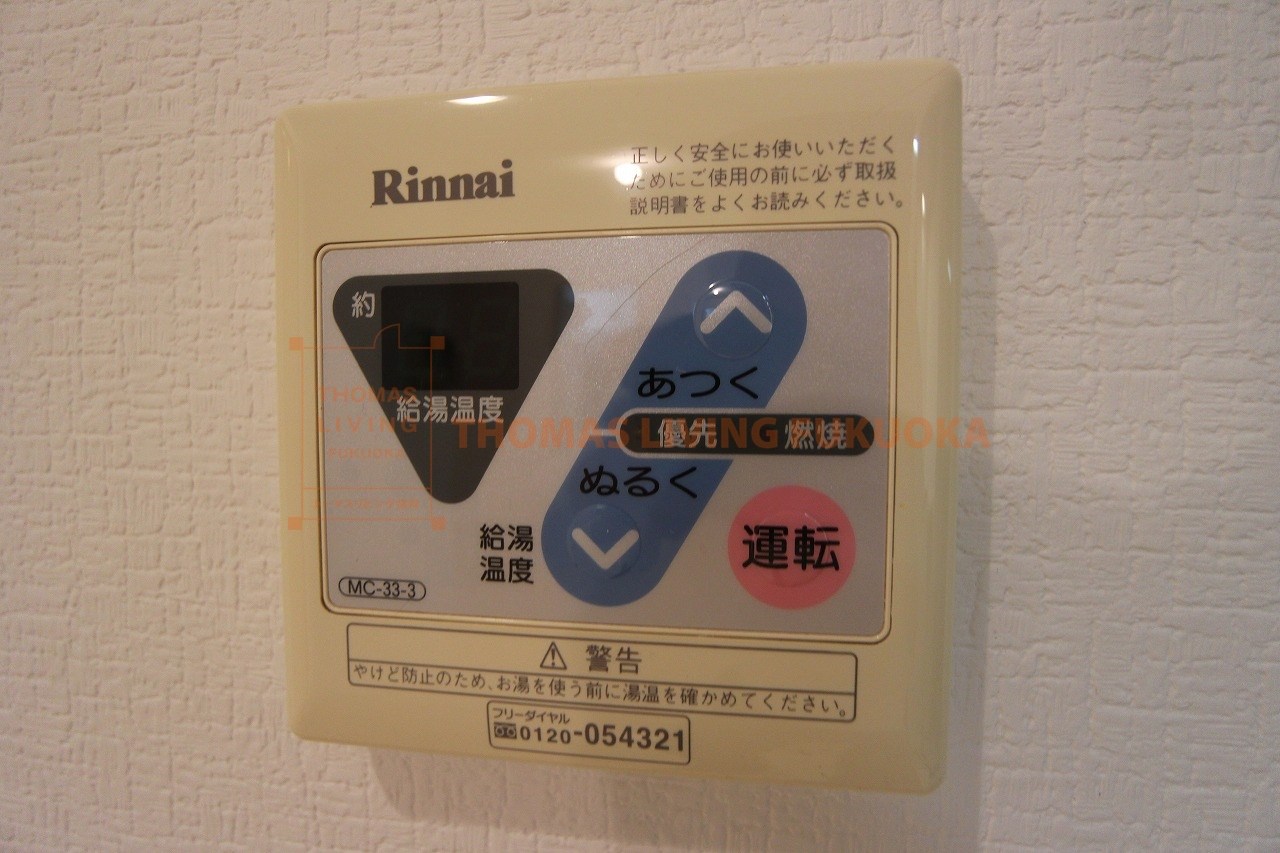 Rinnai
正しく安全にお使いいただく
ためにご使用の前に必ず取扱
説明書をよくお読みください。
約
給湯温度
あつく
優先 燃焼
ぬるく
給湯
温度
運転
MC-33-3
警告
やけど防止のため、お湯を使う前に湯温を確かめてください。
フリーダイヤル
0120-054321
THOMAS
LIVING
FUKUOKA
THOMAS LIVING FUKUOKA